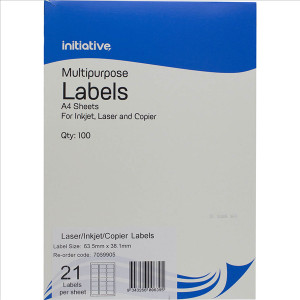 initiative
Multipurpose
Labels
A4 Sheets
For Inkjet, Laser and Copier
Qty: 100
Laser/Inkjet/Copier Labels
Label Size: 63.5mm x 38.1mm
Re-order code: 7059905
21
Labels
per sheet